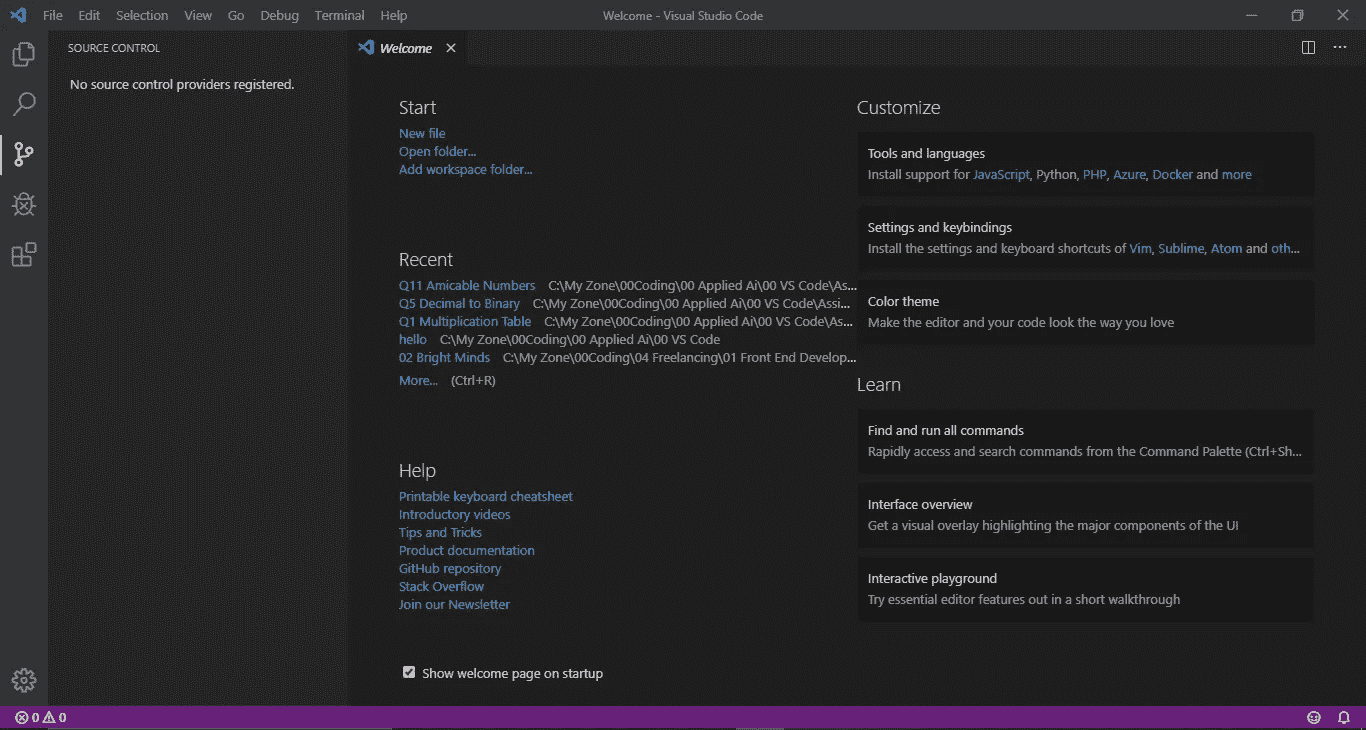 File Edit Selection View Go Debug Terminal Help Welcome - Visual Studio Code
SOURCE CONTROL
No source control providers registered.
Welcome
Start
New file
Open folder...
Add workspace folder...
Recent
Q11 Amicable Numbers C:\My Zone\00Coding\00 Applied Ai\00 VS Code\As...
Q5 Decimal to Binary C:\My Zone\00Coding\00 Applied Ai\00 VS Code\Assi...
Q1 Multiplication Table C:\My Zone\00Coding\00 Applied Ai\00 VS Code\As...
hello C:\My Zone\00Coding\00 Applied Ai\00 VS Code
02 Bright Minds C:\My Zone\00Coding\04 Freelancing\01 Front End Develop...
More... (Ctrl+R)
Help
Printable keyboard cheatsheet
Introductory videos
Tips and Tricks
Product documentation
GitHub repository
Stack Overflow
Join our Newsletter
Show welcome page on startup
Customize
Tools and languages
Install support for JavaScript, Python, PHP, Azure, Docker and more
Settings and keybindings
Install the settings and keyboard shortcuts of Vim, Sublime, Atom and oth...
Color theme
Make the editor and your code look the way you love
Learn
Find and run all commands
Rapidly access and search commands from the Command Palette (Ctrl+Sh...
Interface overview
Get a visual overlay highlighting the major components of the UI
Interactive playground
Try essential editor features out in a short walkthrough
0 0